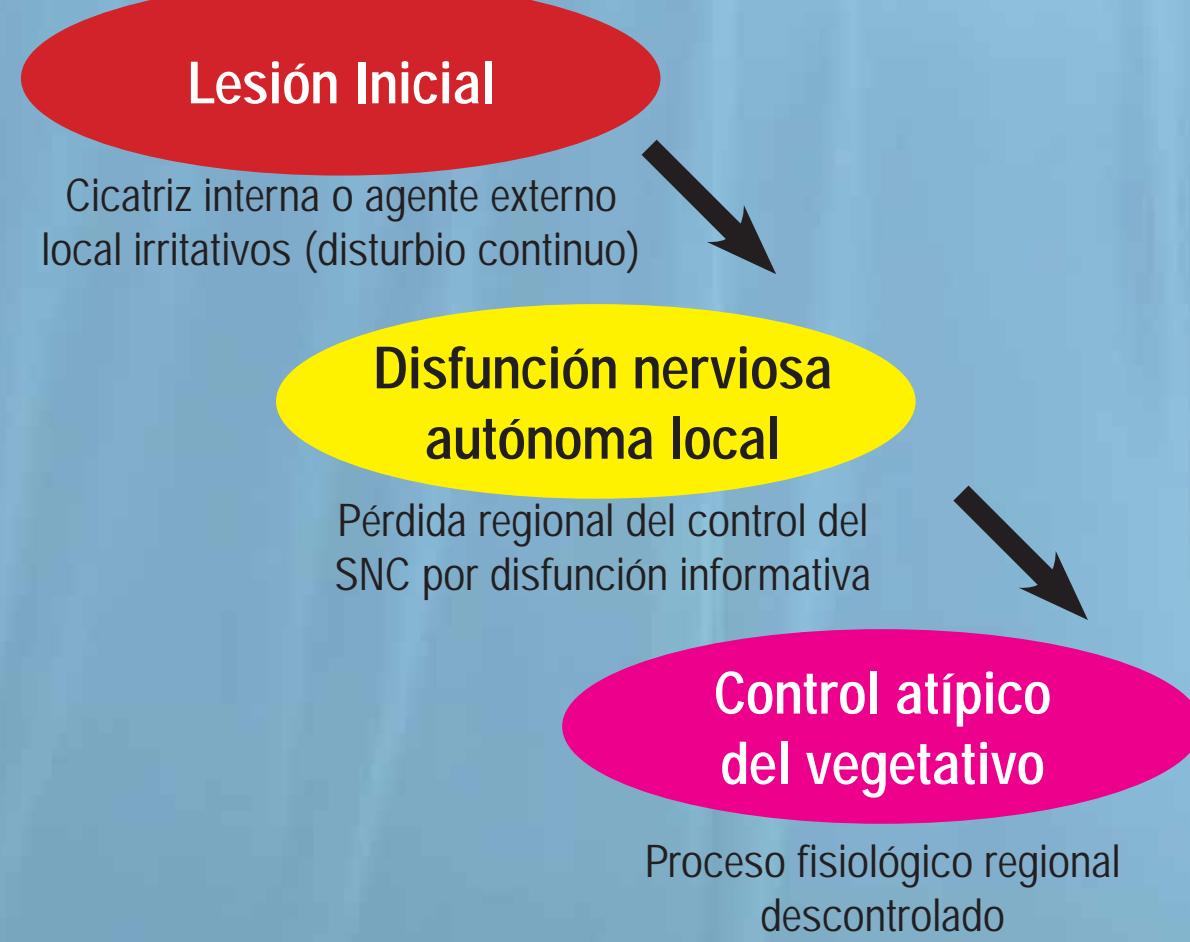 Lesión Inicial
Cicatriz interna o agente externo
local irritativos (disturbio continuo)
Disfunción nerviosa
autónoma local
Pérdida regional del control del
SNC por disfunción informativa
Control atípico
del vegetativo
Proceso fisiológico regional
descontrolado